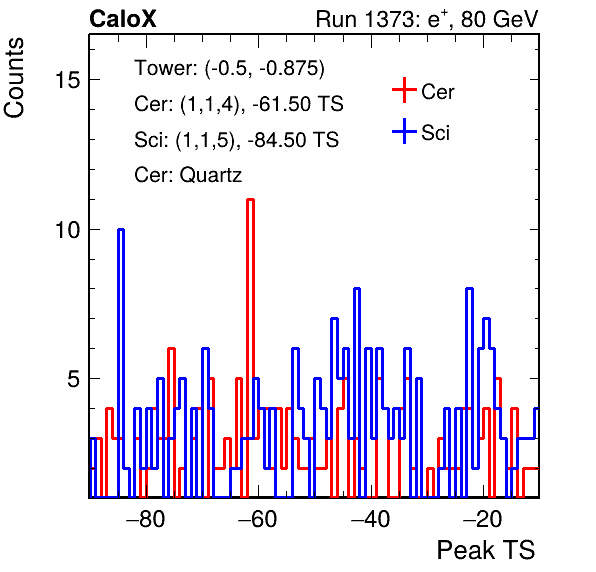 CaloX
Run 1373: e+, 80 GeV
Counts
Tower: (-0.5, -0.875)
Cer: (1,1,4), -61.50 TS
Sci: (1,1,5), -84.50 TS
Cer: Quartz
Cer
Sci
15
10
5
−80 −60 −40 −20
Peak TS